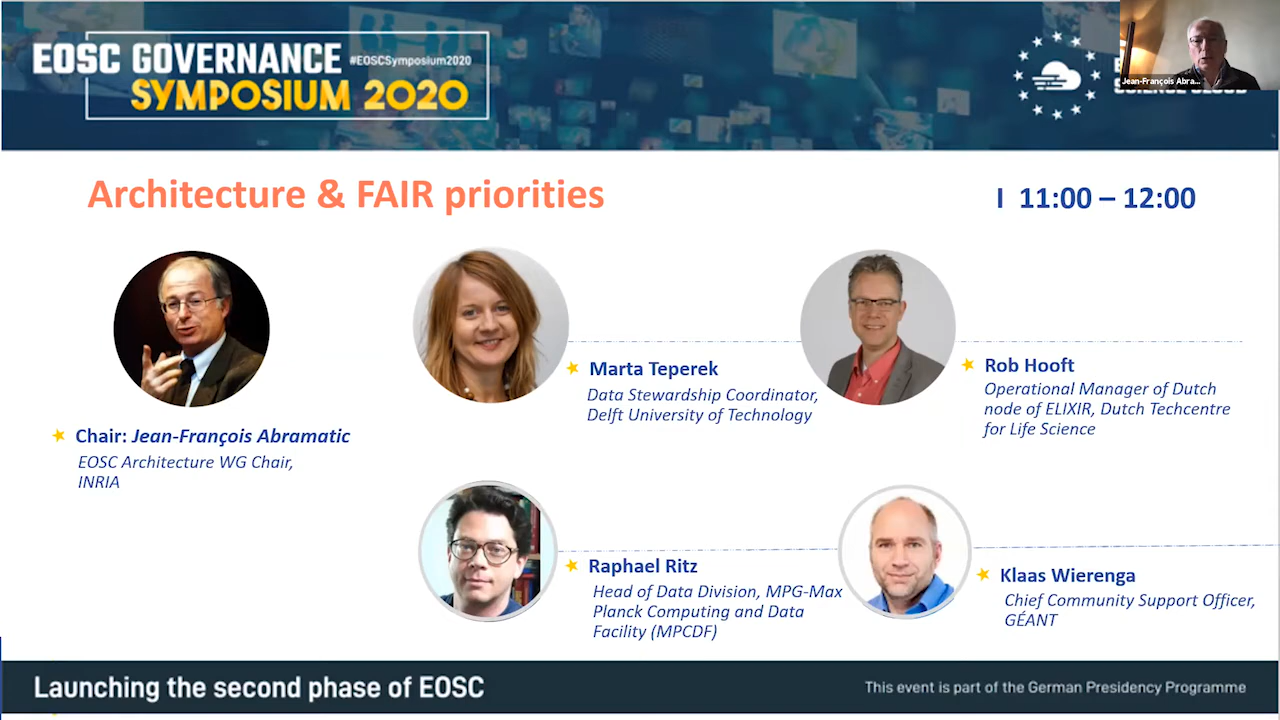 EOSC GOVERNANCE #EOSCSymposium2020
SYMPOSIUM 2020
Jean-François Abra...
Architecture & FAIR priorities
I 11:00 – 12:00
Chair: Jean-François Abramatic
EOSC Architecture WG Chair,
INRIA
Marta Teperek
Data Stewardship Coordinator,
Delft University of Technology
Rob Hooft
Operational Manager of Dutch
node of ELIXIR, Dutch Techcentre
for Life Science
Raphael Ritz
Head of Data Division, MPG-Max
Planck Computing and Data
Facility (MPCDF)
Klaas Wierenga
Chief Community Support Officer,
GÉANT
Launching the second phase of EOSC
This event is part of the German Presidency Programme